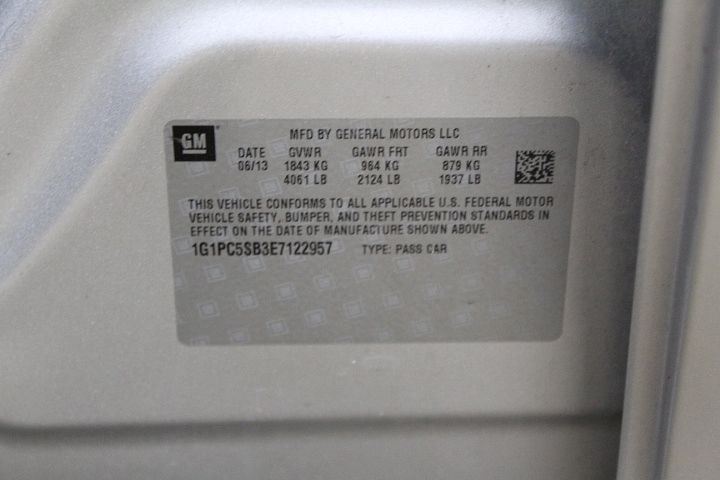 GM
MFD BY GENERAL MOTORS LLC
DATE GVWR GAWR FRT GAWR RR
06/13 1843 KG 964 KG 879 KG
4061 LB 2124 LB 1937 LB
THIS VEHICLE CONFORMS TO ALL APPLICABLE U.S. FEDERAL MOTOR
VEHICLE SAFETY, BUMPER, AND THEFT PREVENTION STANDARDS IN
EFFECT ON THE DATE OF MANUFACTURE SHOWN ABOVE.
1G1PC5SB3E7122957 TYPE: PASS CAR